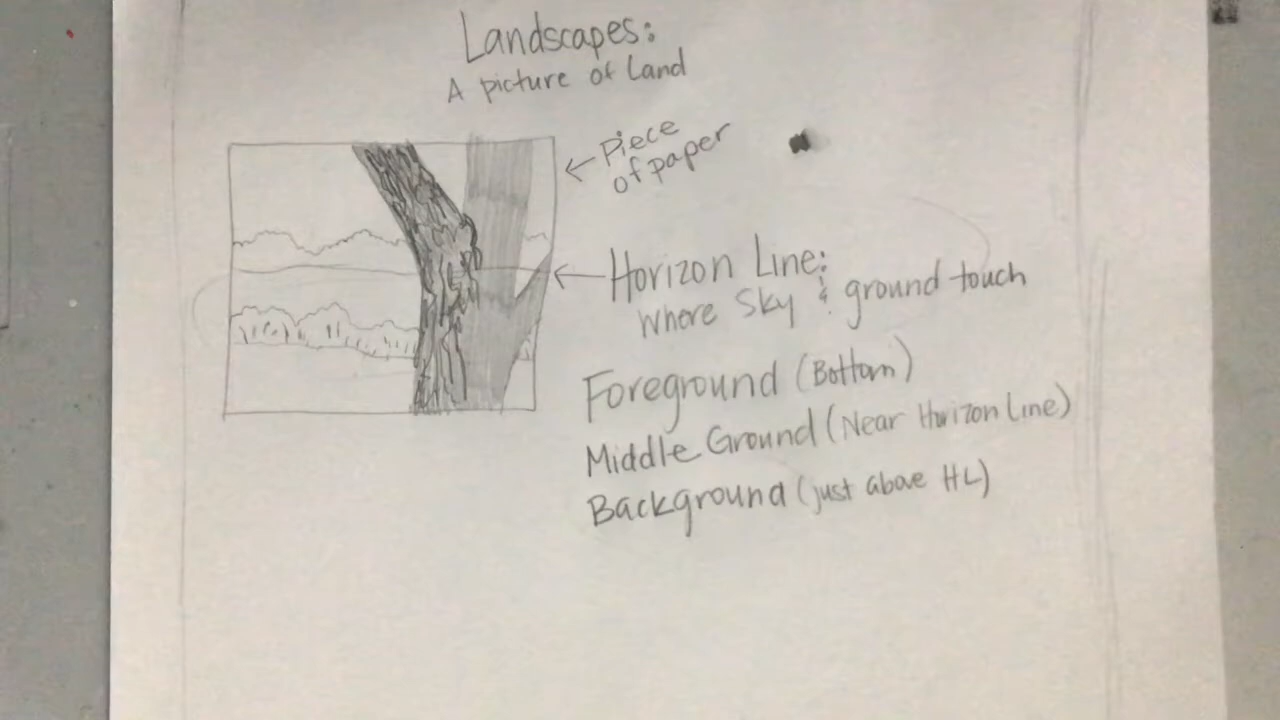 Landscapes:
A picture of Land
← Piece
of paper
← Horizon Line:
Where Sky & ground touch
Foreground (Bottom)
Middle Ground (Near Horizon Line)
Background (just above HL)